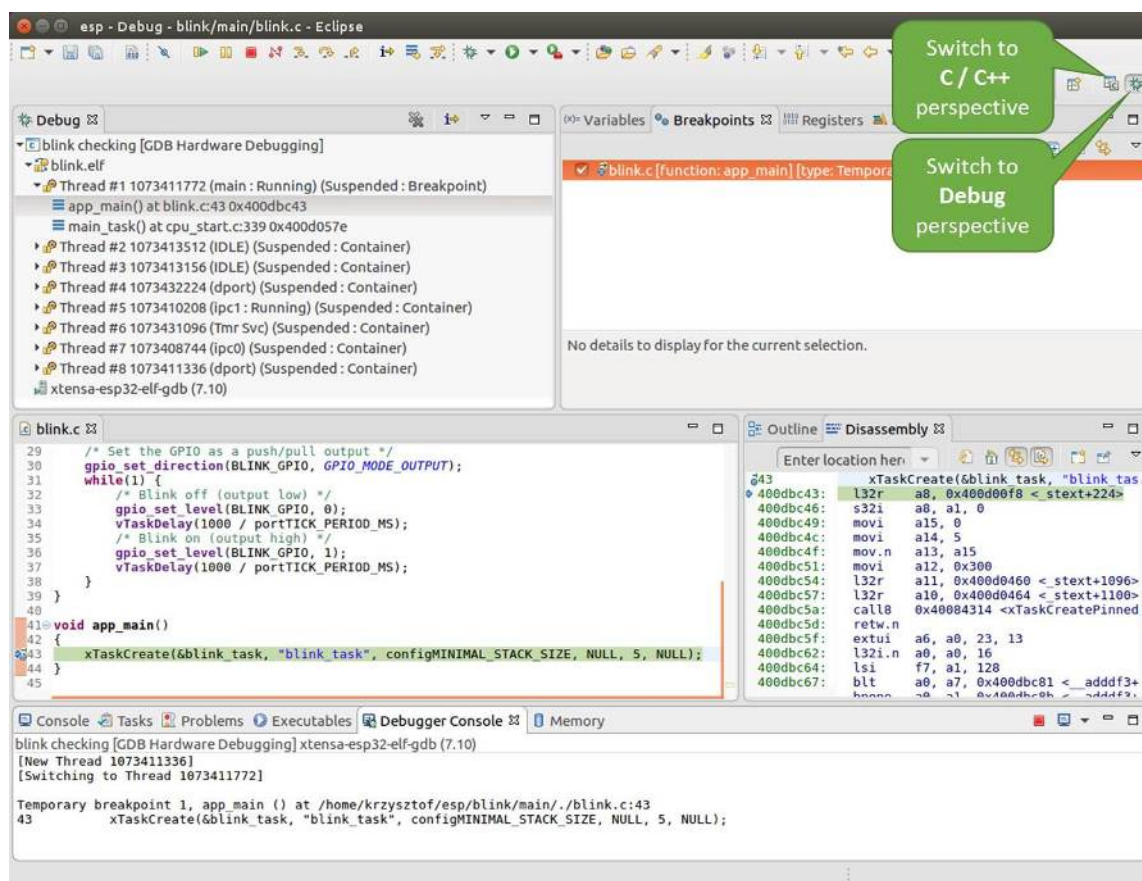 esp - Debug - blink/main/blink.c - Eclipse
Switch to
C / C++
perspective
Debug
(x)= Variables
Breakpoints
Registers
blink checking [GDB Hardware Debugging]
blink.elf
Thread #1 1073411772 (main : Running) (Suspended : Breakpoint)
app_main() at blink.c:43 0x400dbc43
main_task() at cpu_start.c:339 0x400d057e
Thread #2 1073413512 (IDLE) (Suspended : Container)
Thread #3 1073413156 (IDLE) (Suspended : Container)
Thread #4 1073432224 (dport) (Suspended : Container)
Thread #5 1073410208 (ipc1 : Running) (Suspended : Container)
Thread #6 1073431096 (Tmr Svc) (Suspended : Container)
Thread #7 1073408744 (ipc0) (Suspended : Container)
Thread #8 1073411336 (dport) (Suspended : Container)
xtensa-esp32-elf-gdb (7.10)
blink.c [function: app_main] [type: Tempora
Switch to
Debug
perspective
No details to display for the current selection.
blink.c
29 /* Set the GPIO as a push/pull output */
30 gpio_set_direction(BLINK_GPIO, GPIO_MODE_OUTPUT);
31 while(1) {
32 /* Blink off (output low) */
33 gpio_set_level(BLINK_GPIO, 0);
34 vTaskDelay(1000 / portTICK_PERIOD_MS);
35 /* Blink on (output high) */
36 gpio_set_level(BLINK_GPIO, 1);
37 vTaskDelay(1000 / portTICK_PERIOD_MS);
38 }
39 }
40
41 void app_main()
42 {
43 xTaskCreate(&blink_task, "blink_task", configMINIMAL_STACK_SIZE, NULL, 5, NULL);
44 }
45
Outline
Disassembly
Enter location her
43 xTaskCreate(&blink_task, "blink_tas
400dbc43: l32r a8, 0x400d00f8 <_stext+224>
400dbc46: s32i a8, a1, 0
400dbc49: movi a15, 0
400dbc4c: movi a14, 5
400dbc4f: mov.n a13, a15
400dbc51: movi a12, 0x300
400dbc54: l32r a11, 0x400d0460 <_stext+1096>
400dbc57: l32r a10, 0x400d0464 <_stext+1100>
400dbc5a: call8 0x40084314 <xTaskCreatePinned
400dbc5d: retw.n
400dbc5f: extui a6, a0, 23, 13
400dbc62: l32i.n a0, a0, 16
400dbc64: lsi f7, a1, 128
400dbc67: blt a0, a7, 0x400dbc81 <__adddf3+
Console
Tasks
Problems
Executables
Debugger Console
Memory
blink checking [GDB Hardware Debugging] xtensa-esp32-elf-gdb (7.10)
[New Thread 1073411336]
[Switching to Thread 1073411772]
Temporary breakpoint 1, app_main () at /home/krzysztof/esp/blink/main/./blink.c:43
43 xTaskCreate(&blink_task, "blink_task", configMINIMAL_STACK_SIZE, NULL, 5, NULL);